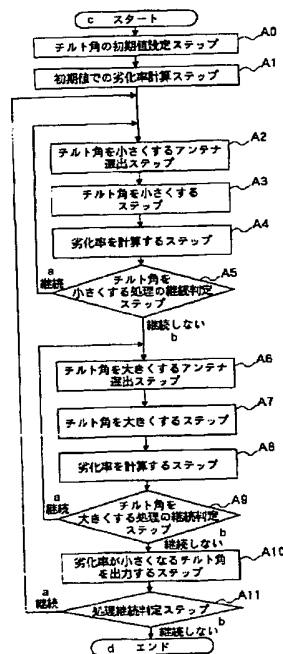 c スタート
A0
チルト角の初期値設定ステップ
A1
初期値での劣化率計算ステップ
A2
チルト角を小さくするアンテナ
選出ステップ
A3
チルト角を小さくする
ステップ
A4
劣化率を計算するステップ
A5
a
継続
チルト角を
小さくする処理の継続判定
ステップ
継続しない
b
A6
チルト角を大きくするアンテナ
選出ステップ
A7
チルト角を大きくするステップ
A8
劣化率を計算するステップ
A9
a
継続
チルト角を
大きくする処理の継続判定
ステップ
b
継続しない
A10
劣化率が小さくなるチルト角
を出力するステップ
A11
a
継続
処理継続判定ステップ
b
継続しない
d エンド